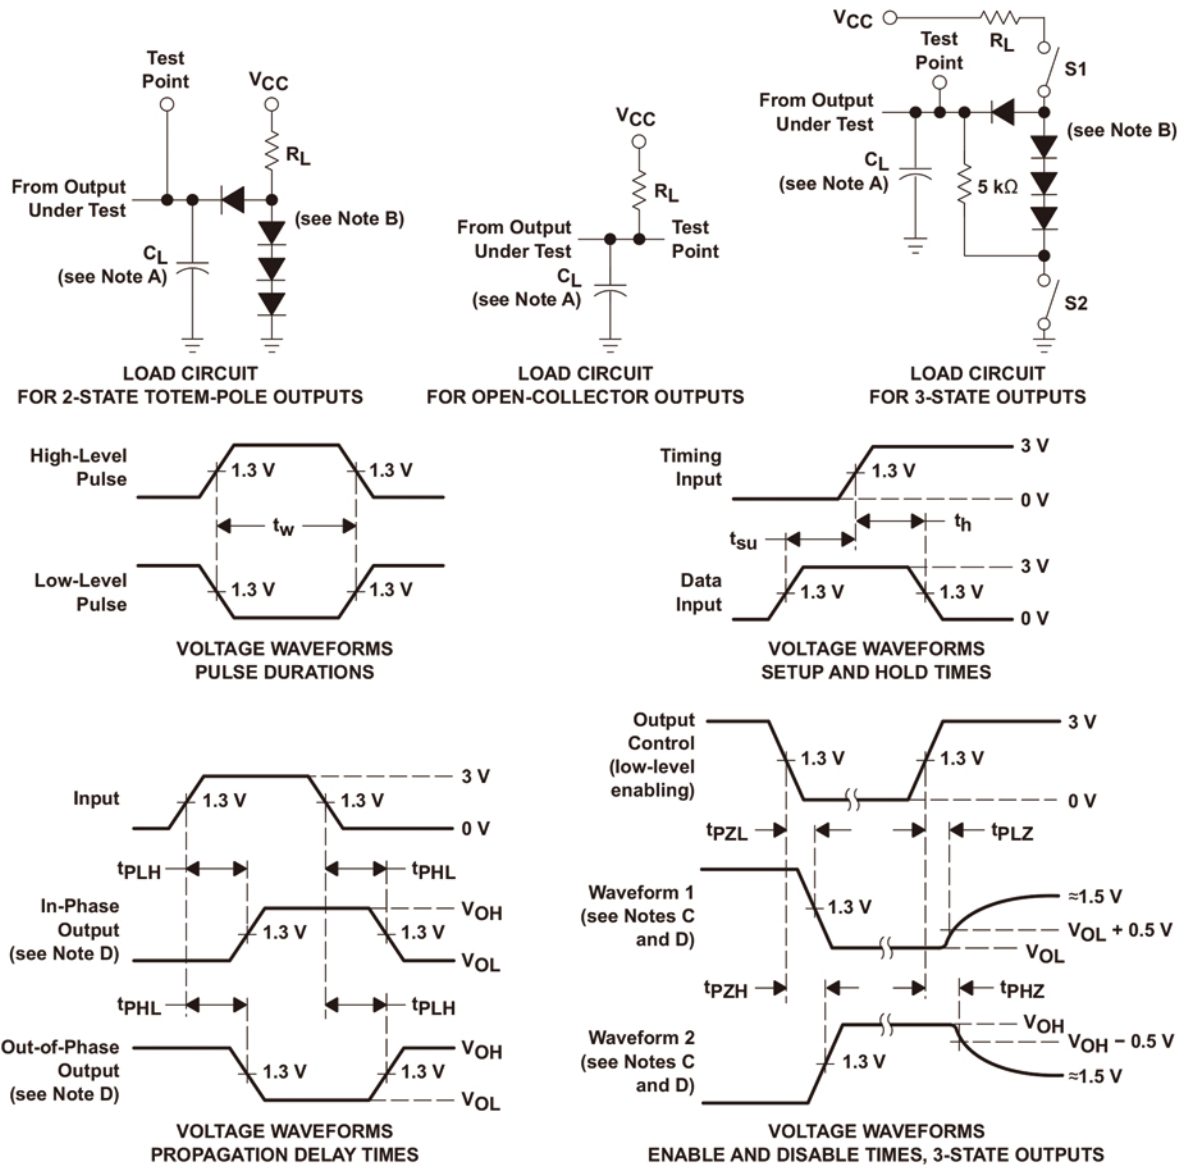 Test
Point
VCC
RL
From Output
Under Test
(see Note B)
CL
(see Note A)
LOAD CIRCUIT
FOR 2-STATE TOTEM-POLE OUTPUTS
VCC
RL
From Output
Under Test
Test
Point
CL
(see Note A)
LOAD CIRCUIT
FOR OPEN-COLLECTOR OUTPUTS
VCC
RL
Test
Point
S1
From Output
Under Test
(see Note B)
CL
(see Note A)
5 kΩ
S2
LOAD CIRCUIT
FOR 3-STATE OUTPUTS
High-Level
Pulse
1.3 V
1.3 V
tw
Low-Level
Pulse
1.3 V
1.3 V
VOLTAGE WAVEFORMS
PULSE DURATIONS
Timing
Input
1.3 V
3 V
0 V
th
tsu
Data
Input
1.3 V
1.3 V
3 V
0 V
VOLTAGE WAVEFORMS
SETUP AND HOLD TIMES
Input
1.3 V
1.3 V
3 V
0 V
tPLH
tPHL
In-Phase
Output
(see Note D)
1.3 V
1.3 V
VOH
VOL
tPHL
tPLH
Out-of-Phase
Output
(see Note D)
1.3 V
1.3 V
VOH
VOL
VOLTAGE WAVEFORMS
PROPAGATION DELAY TIMES
Output
Control
(low-level
enabling)
1.3 V
1.3 V
3 V
0 V
tPZL
tPLZ
Waveform 1
(see Notes C
and D)
1.3 V
≈1.5 V
VOL + 0.5 V
VOL
tPZH
tPHZ
Waveform 2
(see Notes C
and D)
1.3 V
VOH
VOH − 0.5 V
≈1.5 V
VOLTAGE WAVEFORMS
ENABLE AND DISABLE TIMES, 3-STATE OUTPUTS